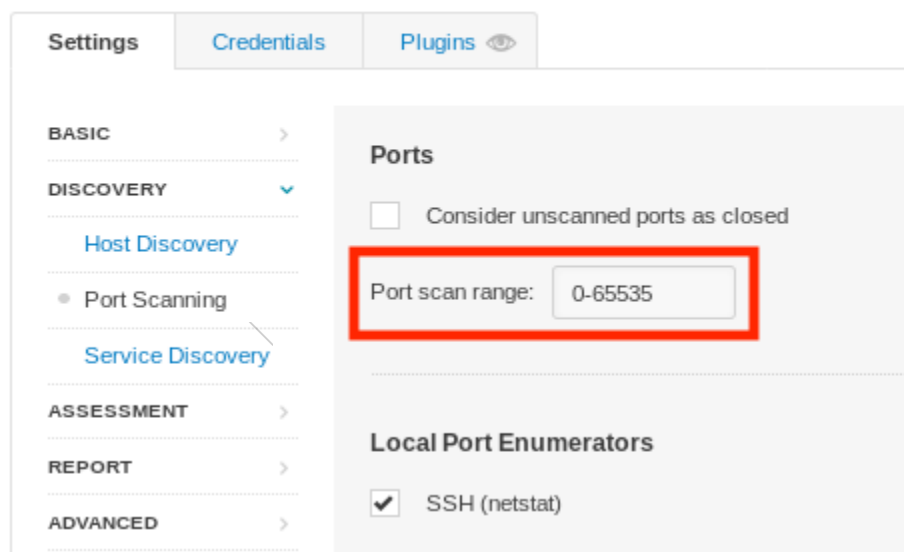 Settings Credentials Plugins
BASIC
DISCOVERY
Host Discovery
Port Scanning
Service Discovery
ASSESSMENT
REPORT
ADVANCED
Ports
Consider unscanned ports as closed
Port scan range: 0-65535
Local Port Enumerators
SSH (netstat)